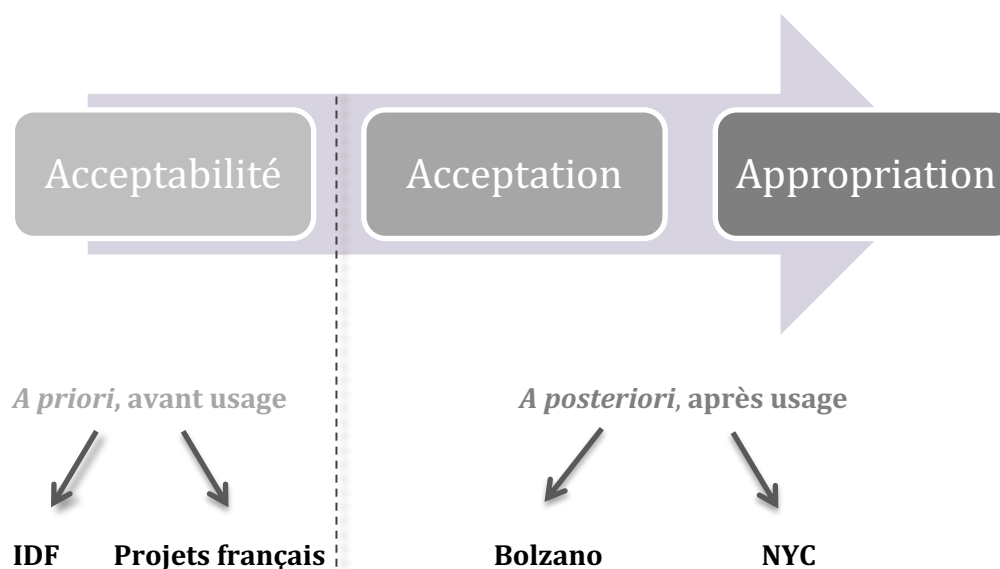 Acceptabilité Acceptation Appropriation
A priori, avant usage A posteriori, après usage
IDF Projets français Bolzano NYC